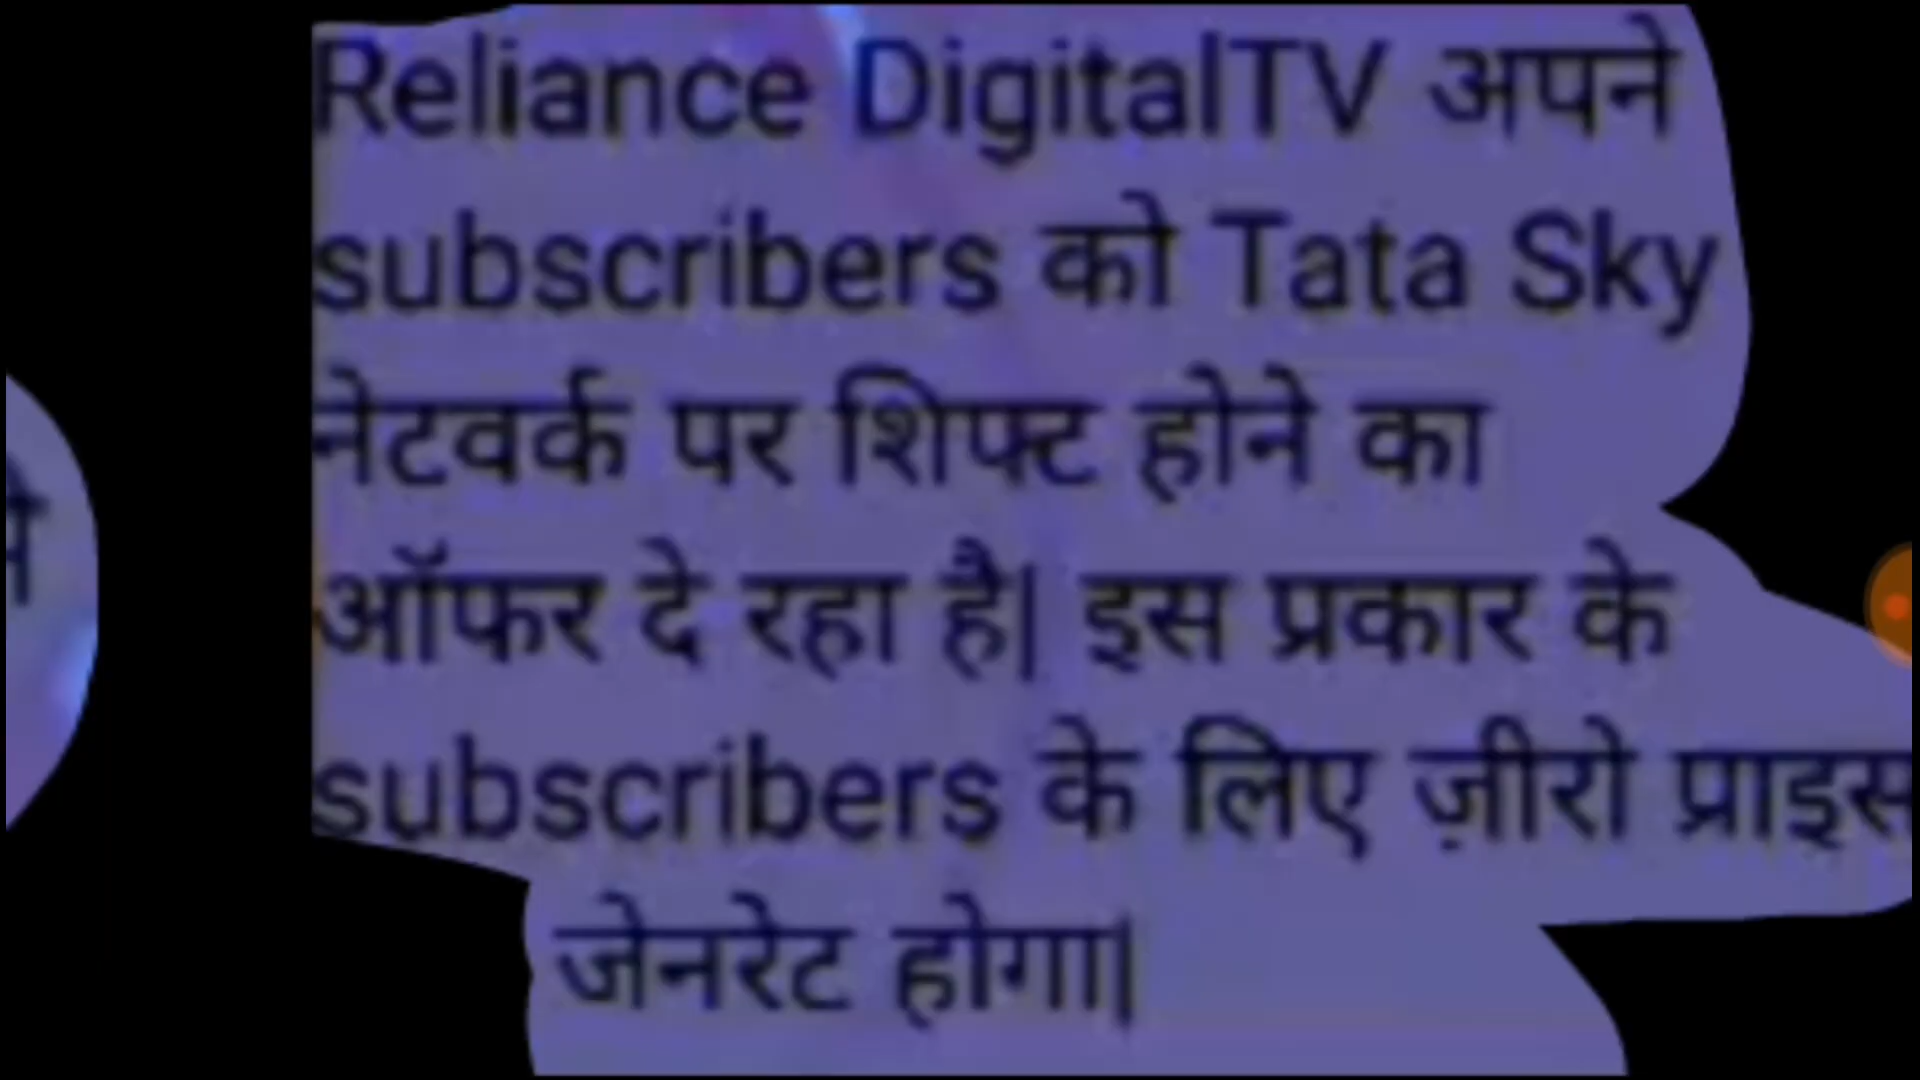 Reliance DigitalTV अपने
subscribers को Tata Sky
नेटवर्क पर शिफ्ट होने का
ऑफर दे रहा है| इस प्रकार के
subscribers के लिए ज़ीरो प्राइस
जेनरेट होगा|